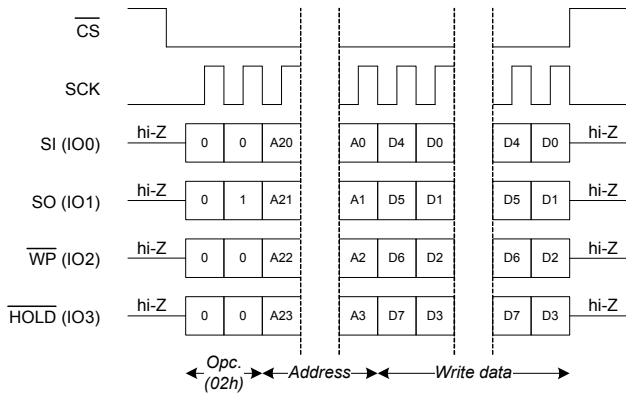 CS
SCK
hi-Z
SI (IO0) 0 0 A20 A0 D4 D0 D4 D0 hi-Z
hi-Z
SO (IO1) 0 1 A21 A1 D5 D1 D5 D1 hi-Z
hi-Z
WP (IO2) 0 0 A22 A2 D6 D2 D6 D2 hi-Z
hi-Z
HOLD (IO3) 0 0 A23 A3 D7 D3 D7 D3 hi-Z
Opc.
(02h) Address Write data